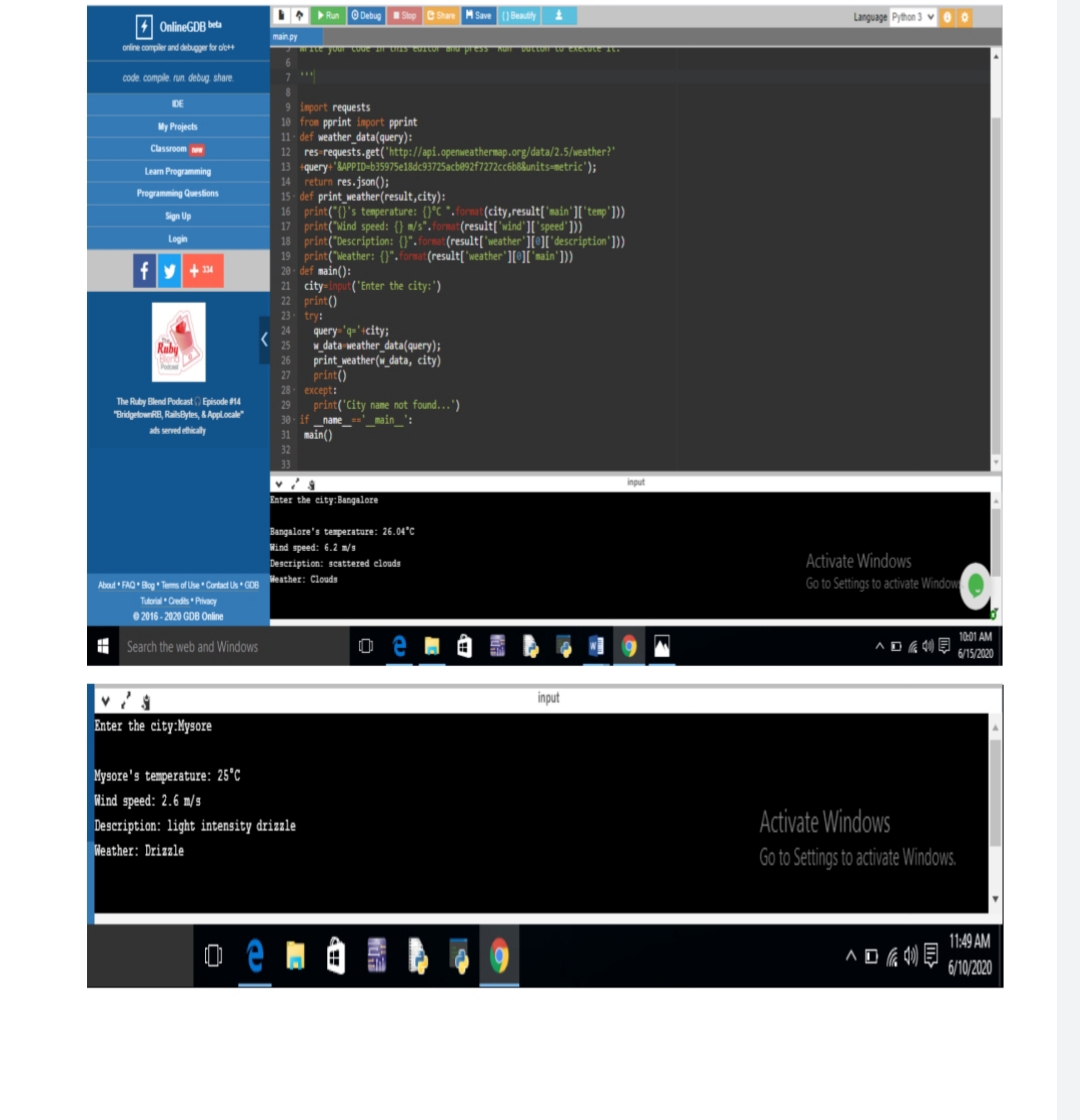 OnlineGDB beta
online compiler and debugger for c/c++
code. compile. run. debug. share.
IDE
My Projects
Classroom new
Learn Programming
Programming Questions
Sign Up
Login
f
+ 334
The Ruby Blend Podcast
The Ruby Blend Podcast 🎧 Episode #14
"BridgetownRB, RailsBytes, & AppLocale"
ads served ethically
About • FAQ • Blog • Terms of Use • Contact Us • GDB
Tutorial • Credits • Privacy
© 2016 - 2020 GDB Online
Run Debug Stop Share Save {} Beautify
Language Python 3
main.py
5 Write your code in this editor and press "Run" button to execute it.
6
7 '''
8
9 import requests
10 from pprint import pprint
11 def weather_data(query):
12 res=requests.get('http://api.openweathermap.org/data/2.5/weather?'
13 +query+'&APPID=b35975e18dc93725acb092f7272cc6b8&units=metric');
14 return res.json();
15 def print_weather(result,city):
16 print("{}'s temperature: {}°C ".format(city,result['main']['temp']))
17 print("Wind speed: {} m/s".format(result['wind']['speed']))
18 print("Description: {}".format(result['weather'][0]['description']))
19 print("Weather: {}".format(result['weather'][0]['main']))
20 def main():
21 city=input('Enter the city:')
22 print()
23 try:
24 query='q='+city;
25 w_data=weather_data(query);
26 print_weather(w_data, city)
27 print()
28 except:
29 print('City name not found...')
30 if __name__=='__main__':
31 main()
32
33
input
Enter the city:Bangalore
Bangalore's temperature: 26.04°C
Wind speed: 6.2 m/s
Description: scattered clouds
Weather: Clouds
Activate Windows
Go to Settings to activate Window
Search the web and Windows
10:01 AM
6/15/2020
input
Enter the city:Mysore
Mysore's temperature: 25°C
Wind speed: 2.6 m/s
Description: light intensity drizzle
Weather: Drizzle
Activate Windows
Go to Settings to activate Windows.
11:49 AM
6/10/2020